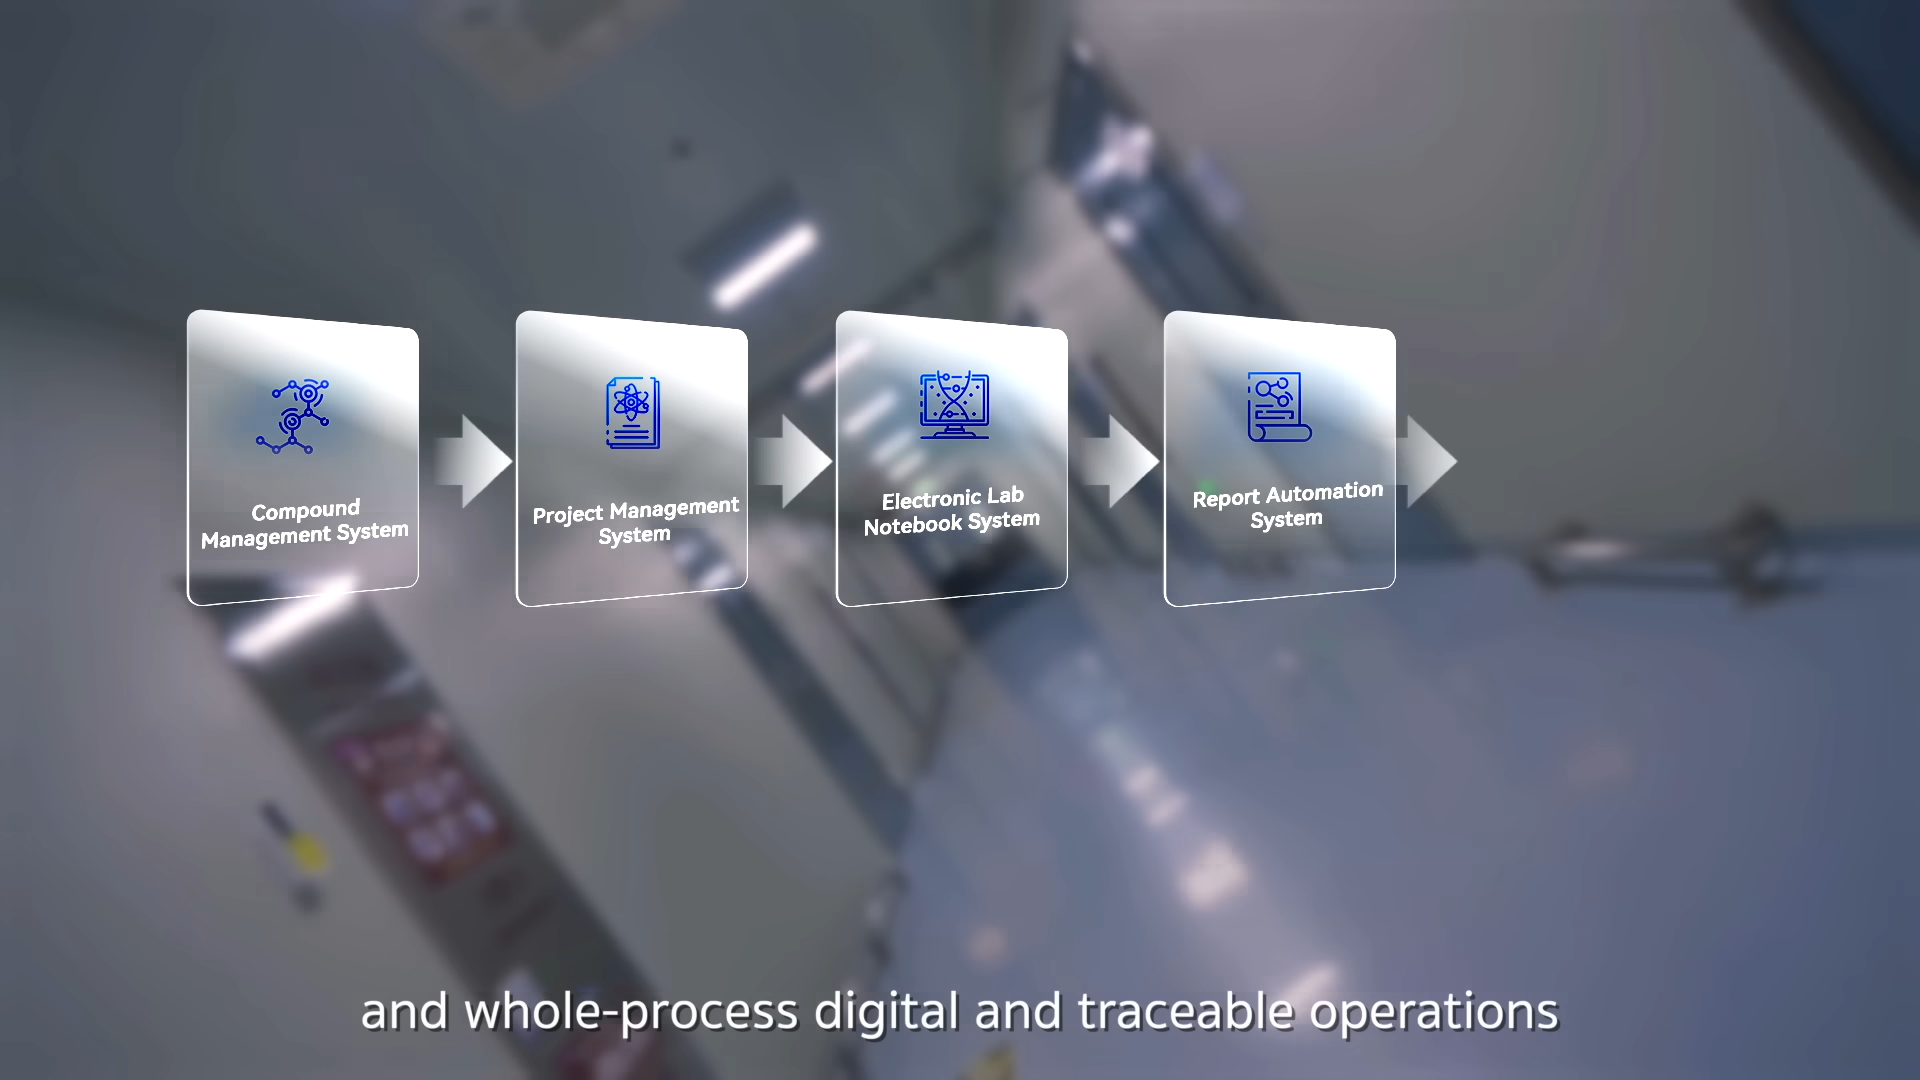 Compound
Management System
Project Management
System
Electronic Lab
Notebook System
Report Automation
System
and whole-process digital and traceable operations